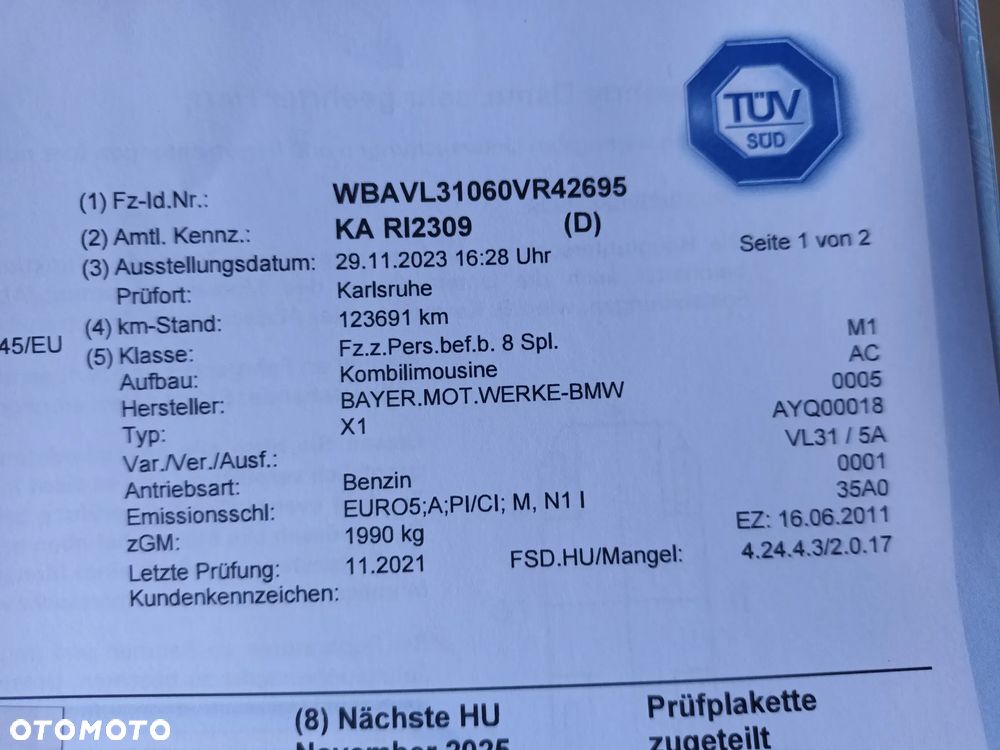 TÜV
SÜD
(1) Fz-Id.Nr.: WBAVL31060VR42695
(2) Amtl. Kennz.: KA RI2309 (D)
Seite 1 von 2
(3) Ausstellungsdatum: 29.11.2023 16:28 Uhr
Prüfort: Karlsruhe
(4) km-Stand: 123691 km
45/EU
(5) Klasse: Fz.z.Pers.bef.b. 8 Spl. M1
Aufbau: Kombilimousine AC
Hersteller: BAYER.MOT.WERKE-BMW 0005
Typ: X1 AYQ00018
Var./Ver./Ausf.: VL31 / 5A
Antriebsart: Benzin 0001
Emissionsschl: EURO5;A;PI/CI; M, N1 I 35A0
zGM: 1990 kg EZ: 16.06.2011
Letzte Prüfung: 11.2021 FSD.HU/Mangel: 4.24.4.3/2.0.17
Kundenkennzeichen:
(8) Nächste HU Prüfplakette
November 2025 zugeteilt
OTOMOTO